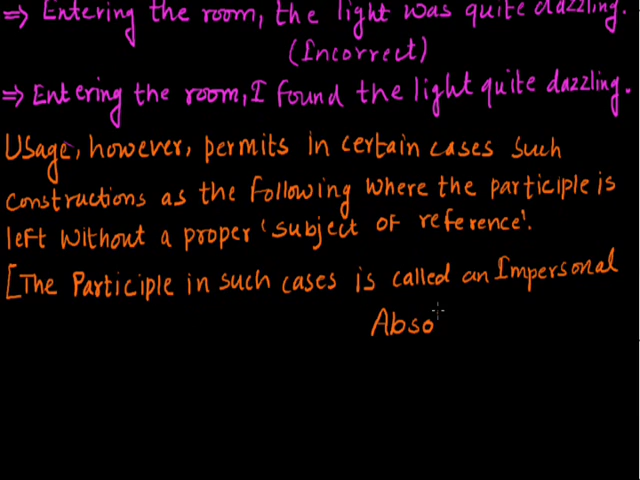 ⇒ Entering the room, the light was quite dazzling.
(Incorrect)
⇒ Entering the room, I found the light quite dazzling.
Usage, however, permits in certain cases such
constructions as the following where the participle is
left without a proper 'subject of reference'.
[The Participle in such cases is called an Impersonal
Abso